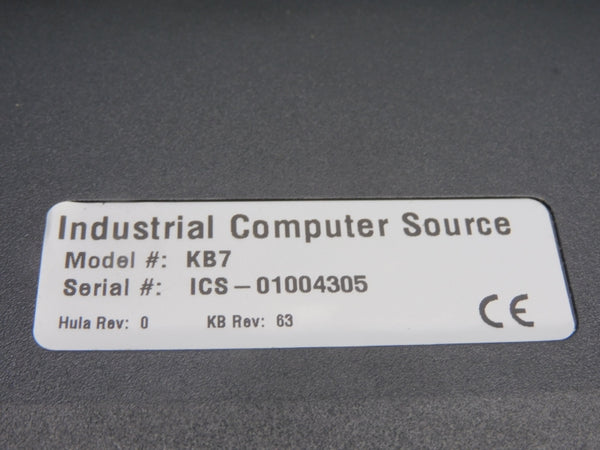 Industrial Computer Source
Model #: KB7
Serial #: ICS-01004305
Hula Rev: 0 KB Rev: 63
CE